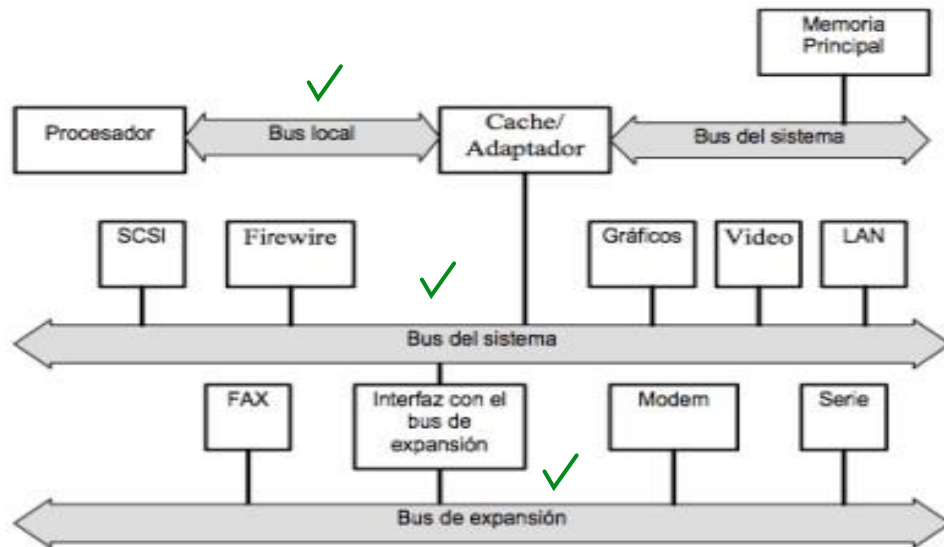 Memoria
Principal
Procesador
Bus local
Cache/
Adaptador
Bus del sistema
SCSI
Firewire
Gráficos
Video
LAN
Bus del sistema
FAX
Interfaz con el
bus de
expansión
Modem
Serie
Bus de expansión